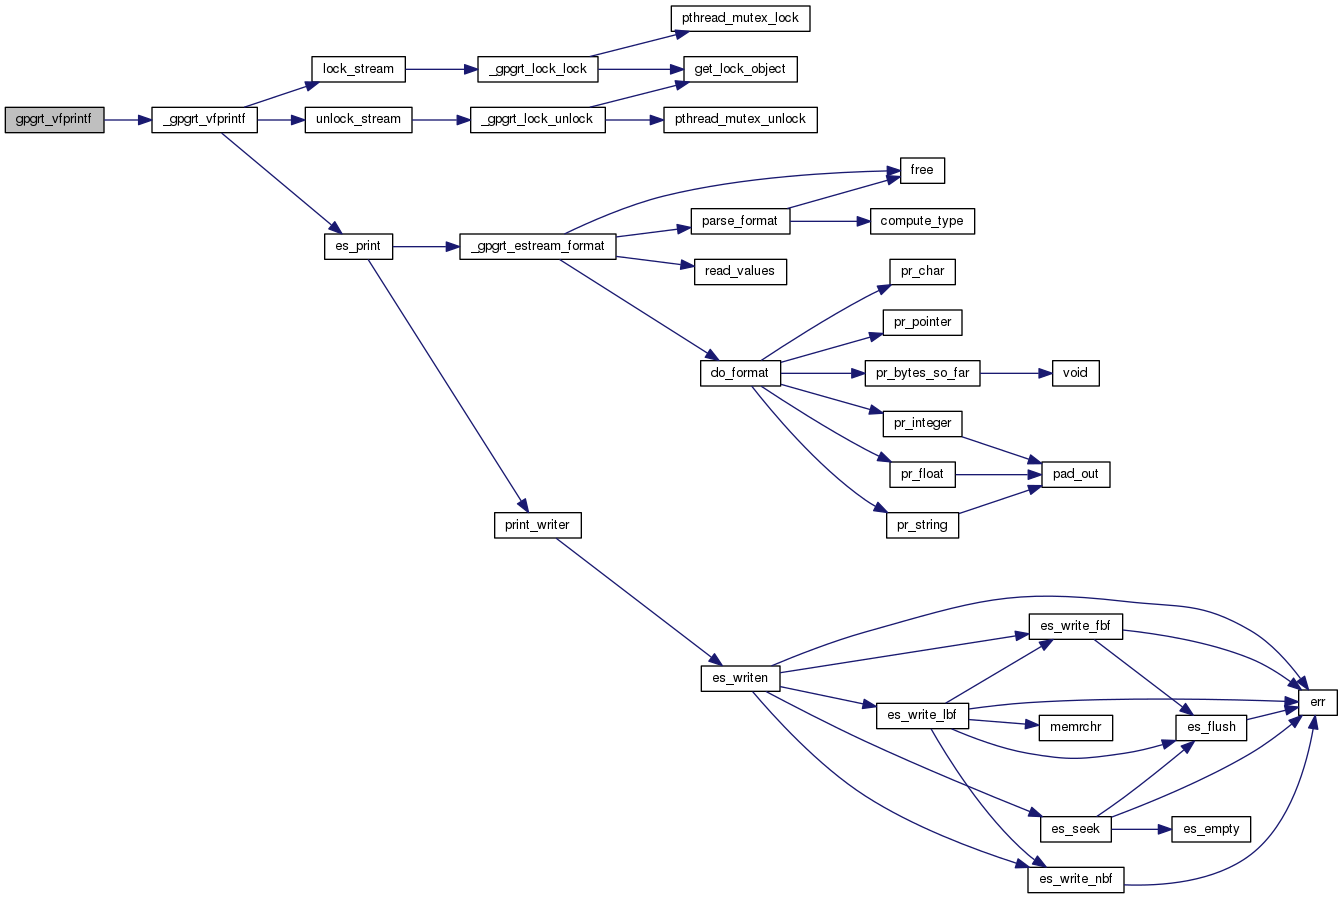 pthread_mutex_lock
lock_stream
_gpgrt_lock_lock
get_lock_object
gpgrt_vfprintf
_gpgrt_vfprintf
unlock_stream
_gpgrt_lock_unlock
pthread_mutex_unlock
free
parse_format
compute_type
es_print
_gpgrt_estream_format
read_values
pr_char
pr_pointer
do_format
pr_bytes_so_far
void
pr_integer
pr_float
pad_out
print_writer
pr_string
es_write_fbf
es_writen
es_write_lbf
err
memrchr
es_flush
es_seek
es_empty
es_write_nbf